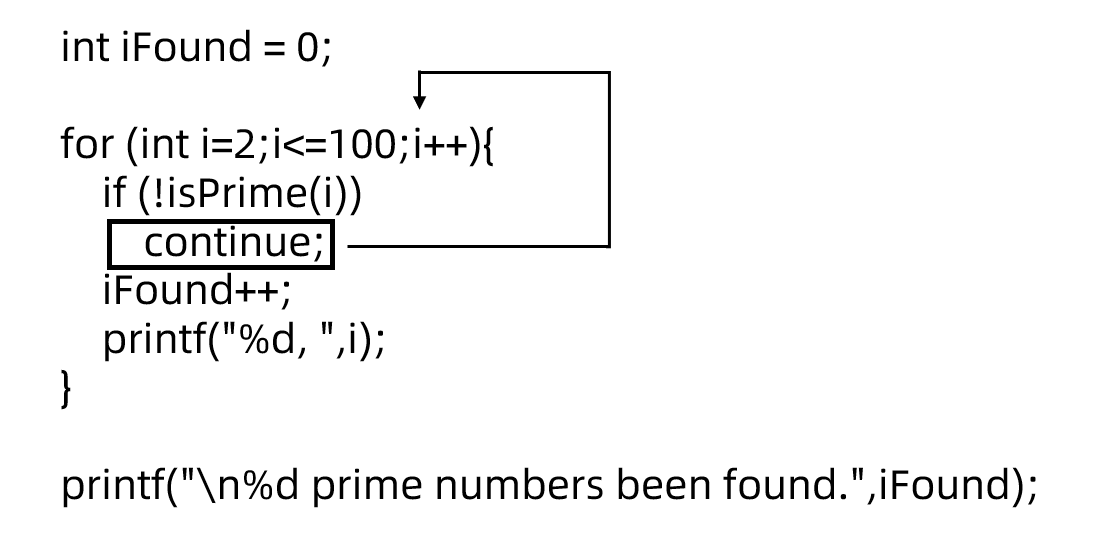 int iFound = 0;
for (int i=2;i<=100;i++){
if (!isPrime(i))
continue;
iFound++;
printf("%d, ",i);
}
printf("\n%d prime numbers been found.",iFound);